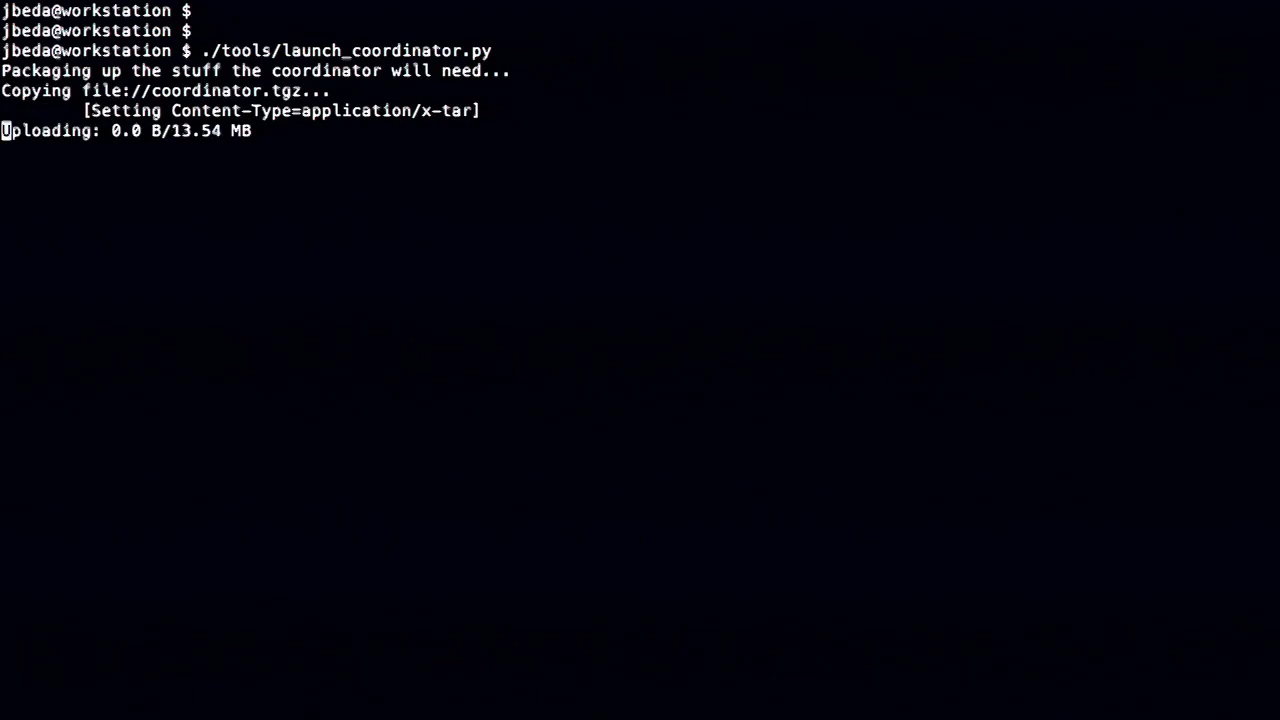 jbeda@workstation $
jbeda@workstation $
jbeda@workstation $ ./tools/launch_coordinator.py
Packaging up the stuff the coordinator will need...
Copying file://coordinator.tgz...
        [Setting Content-Type=application/x-tar]
Uploading: 0.0 B/13.54 MB